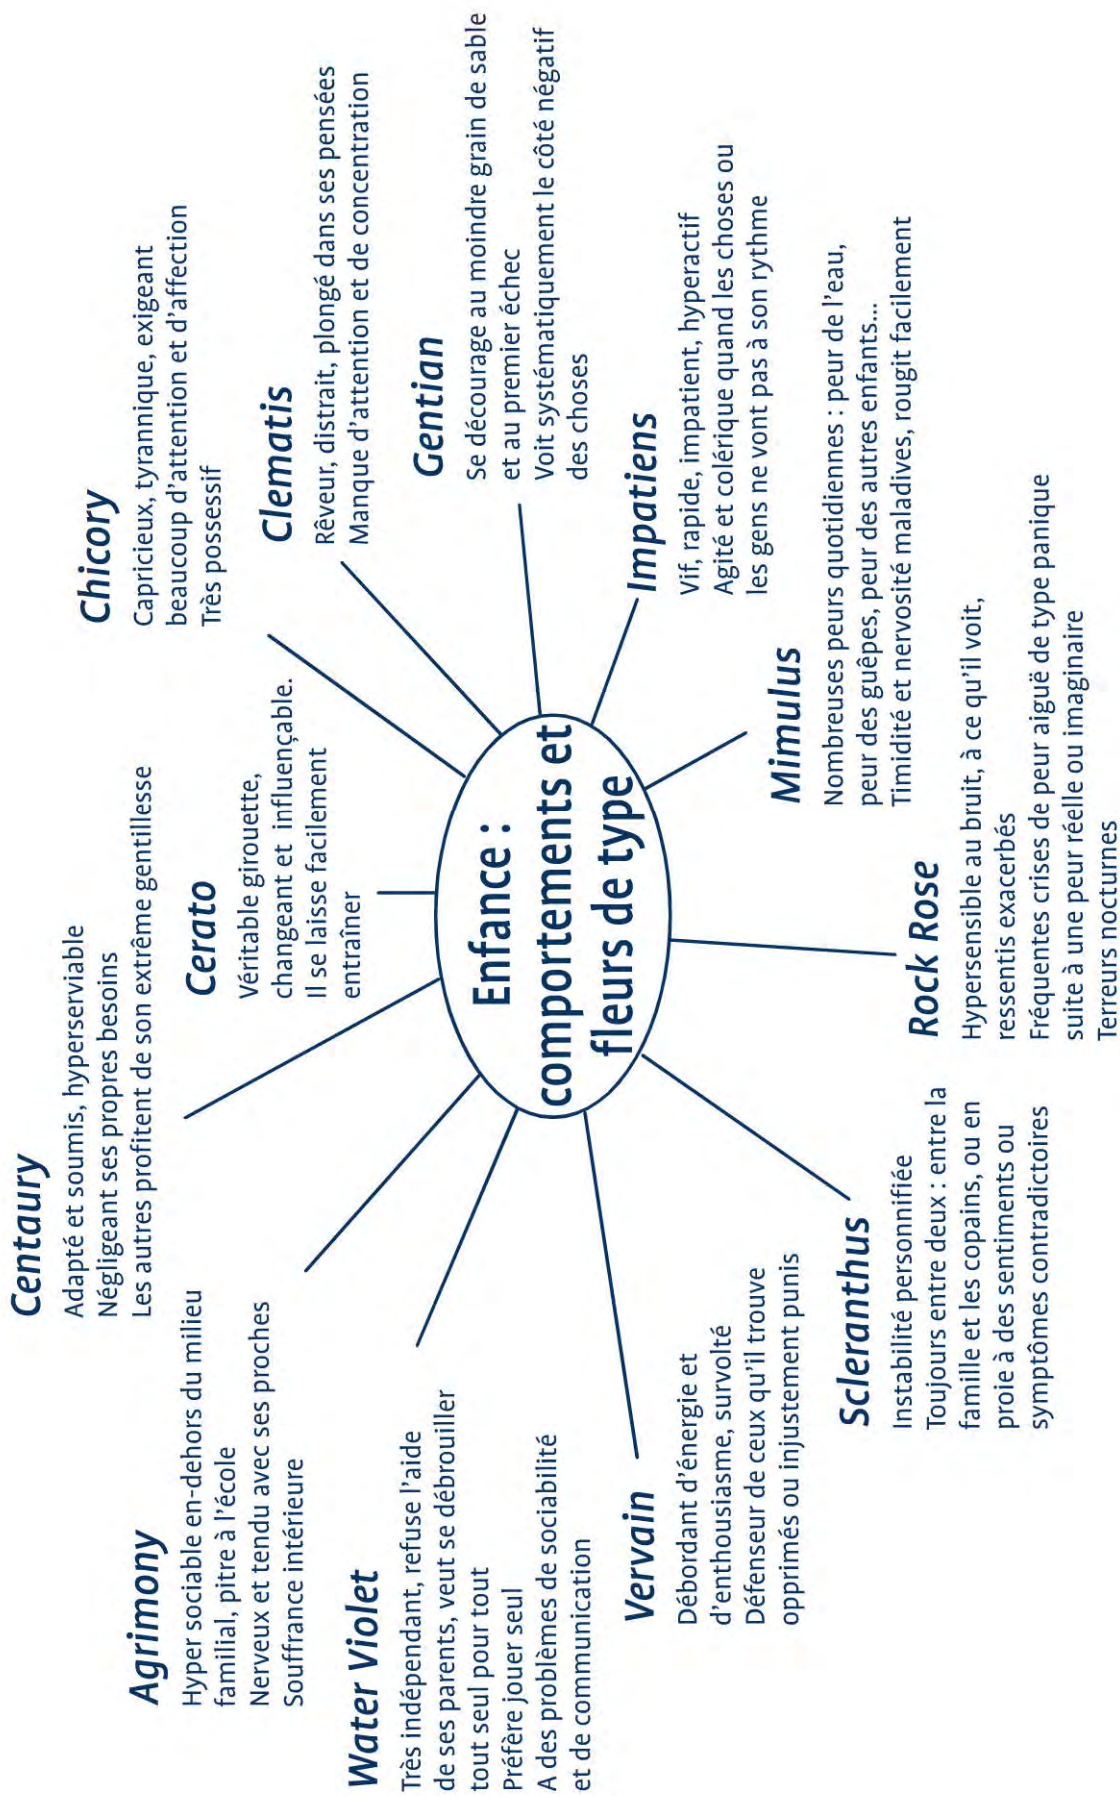 Centaury
Adapté et soumis, hyperserviable
Négligeant ses propres besoins
Les autres profitent de son extrême gentillesse
Chicory
Capricieux, tyrannique, exigeant
beaucoup d'attention et d'affection
Très possessif
Agrimony
Hyper sociable en-dehors du milieu
familial, pitre à l'école
Nerveux et tendu avec ses proches
Souffrance intérieure
Cerato
Véritable girouette,
changeant et influençable.
Il se laisse facilement
entraîner
Clematis
Rêveur, distrait, plongé dans ses pensées
Manque d'attention et de concentration
Water Violet
Très indépendant, refuse l'aide
de ses parents, veut se débrouiller
tout seul pour tout
Préfère jouer seul
A des problèmes de sociabilité
et de communication
Enfance :
comportements et
fleurs de type
Gentian
Se décourage au moindre grain de sable
et au premier échec
Voit systématiquement le côté négatif
des choses
Vervain
Débordant d'énergie et
d'enthousiasme, survolté
Défenseur de ceux qu'il trouve
opprimés ou injustement punis
Impatiens
Vif, rapide, impatient, hyperactif
Agité et colérique quand les choses ou
les gens ne vont pas à son rythme
Scleranthus
Instabilité personnifiée
Toujours entre deux : entre la
famille et les copains, ou en
proie à des sentiments ou
symptômes contradictoires
Rock Rose
Hypersensible au bruit, à ce qu'il voit,
ressentis exacerbés
Fréquentes crises de peur aiguë de type panique
suite à une peur réelle ou imaginaire
Terreurs nocturnes
Mimulus
Nombreuses peurs quotidiennes : peur de l'eau,
peur des guêpes, peur des autres enfants...
Timidité et nervosité maladives, rougit facilement